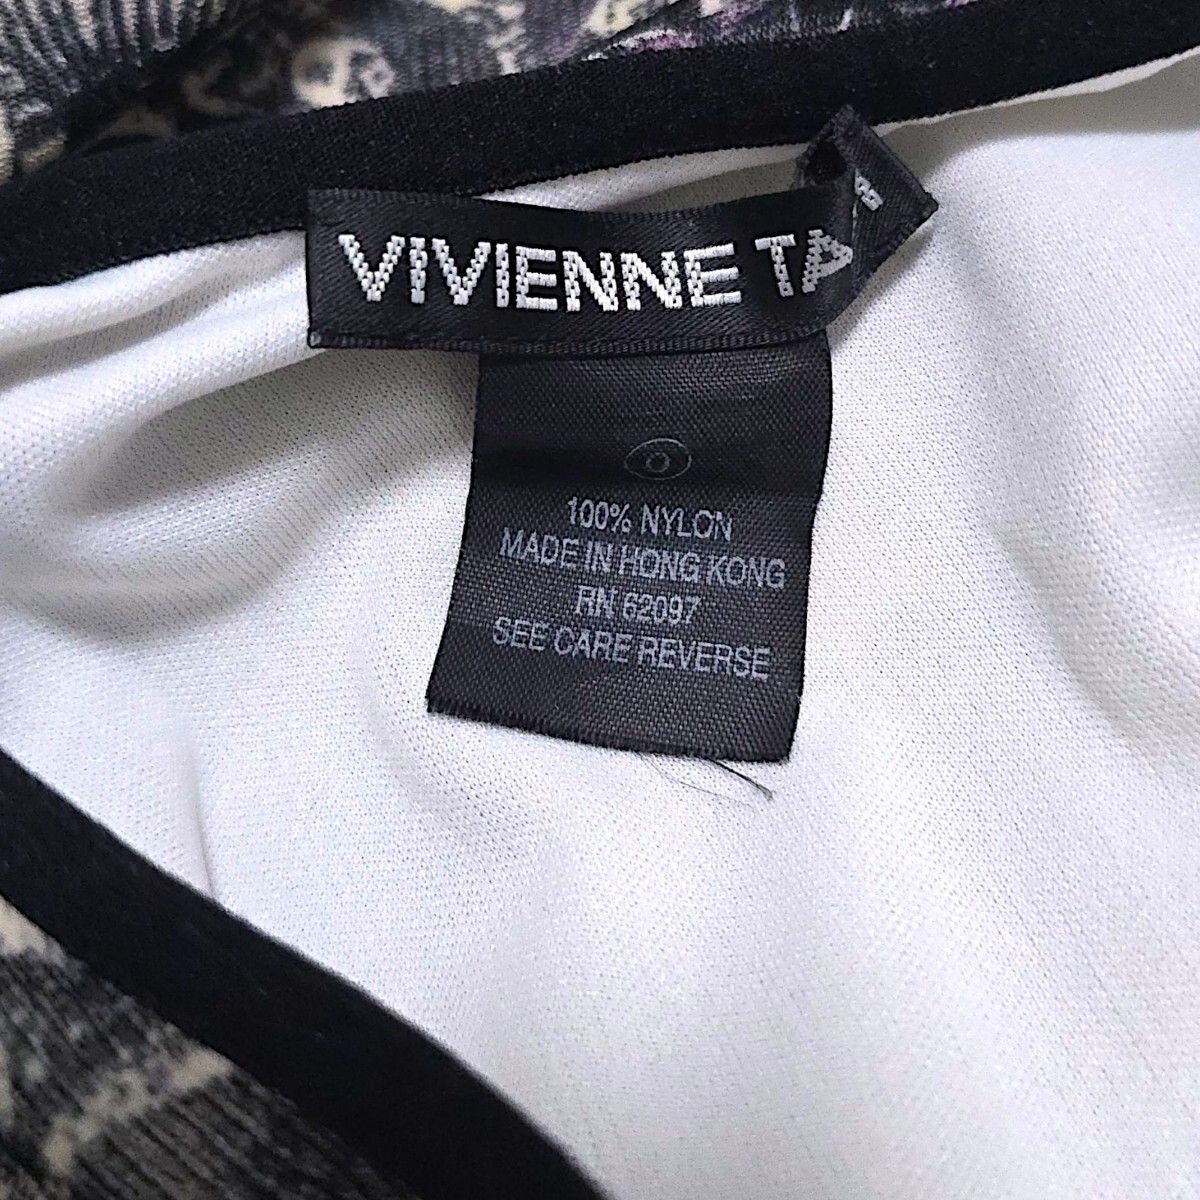 VIVIENNE TA
100% NYLON
MADE IN HONG KONG
RN 62097
SEE CARE REVERSE